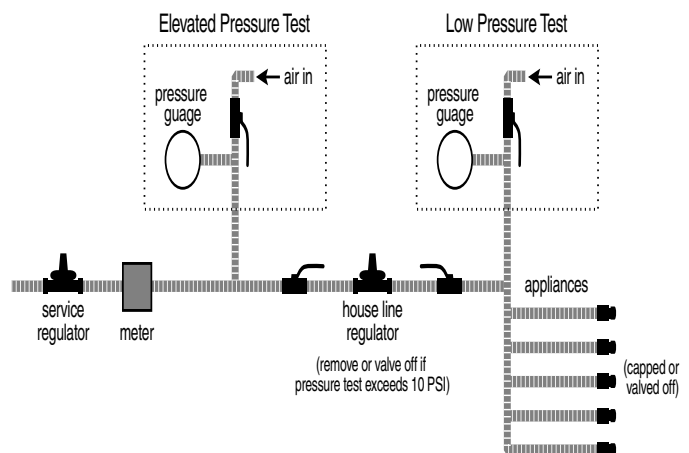 Elevated Pressure Test
Low Pressure Test
air in
pressure
guage
air in
pressure
guage
service
regulator
meter
house line
regulator
(remove or valve off if
pressure test exceeds 10 PSI)
appliances
(capped or
valved off)